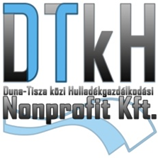 DTkH
Duna-Tisza közi Hulladékgazdálkodási
Nonprofit Kft.